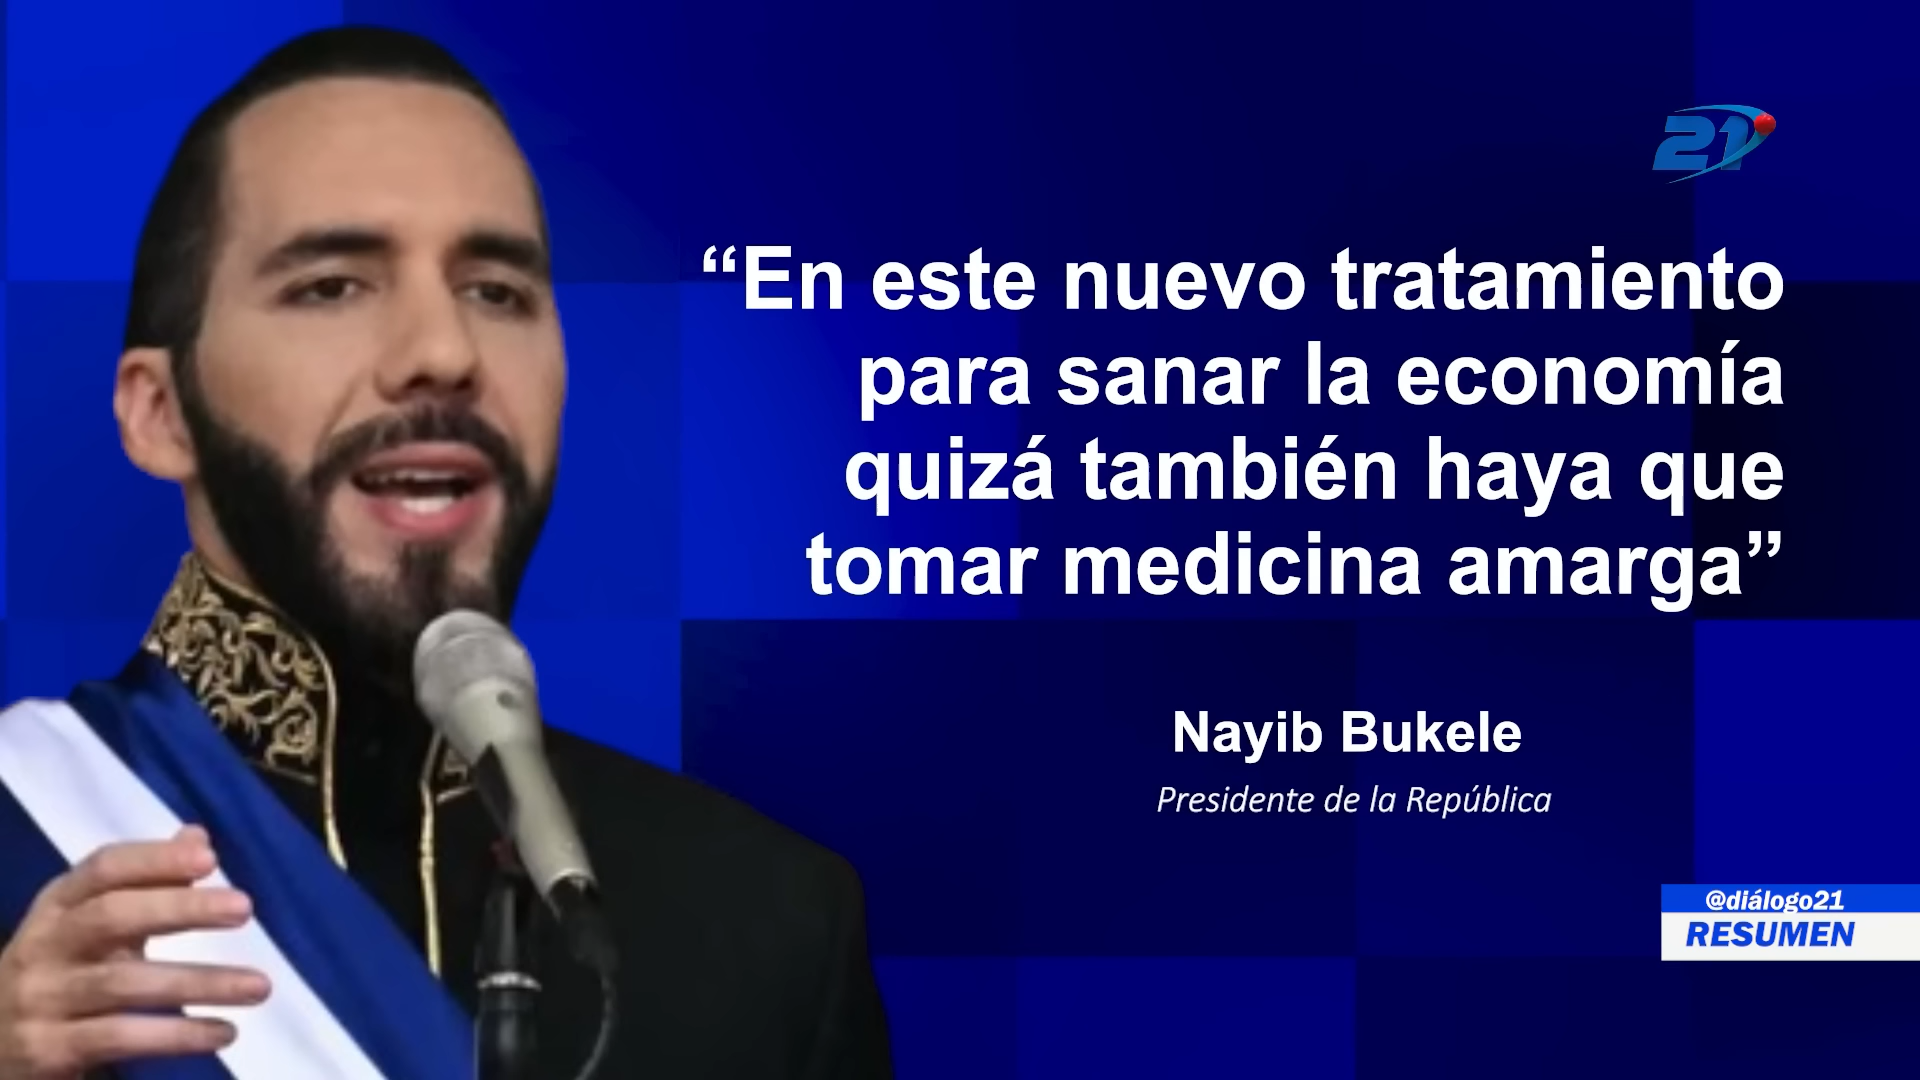 21
“En este nuevo tratamiento
para sanar la economía
quizá también haya que
tomar medicina amarga”
Nayib Bukele
Presidente de la República
@diálogo21
RESUMEN